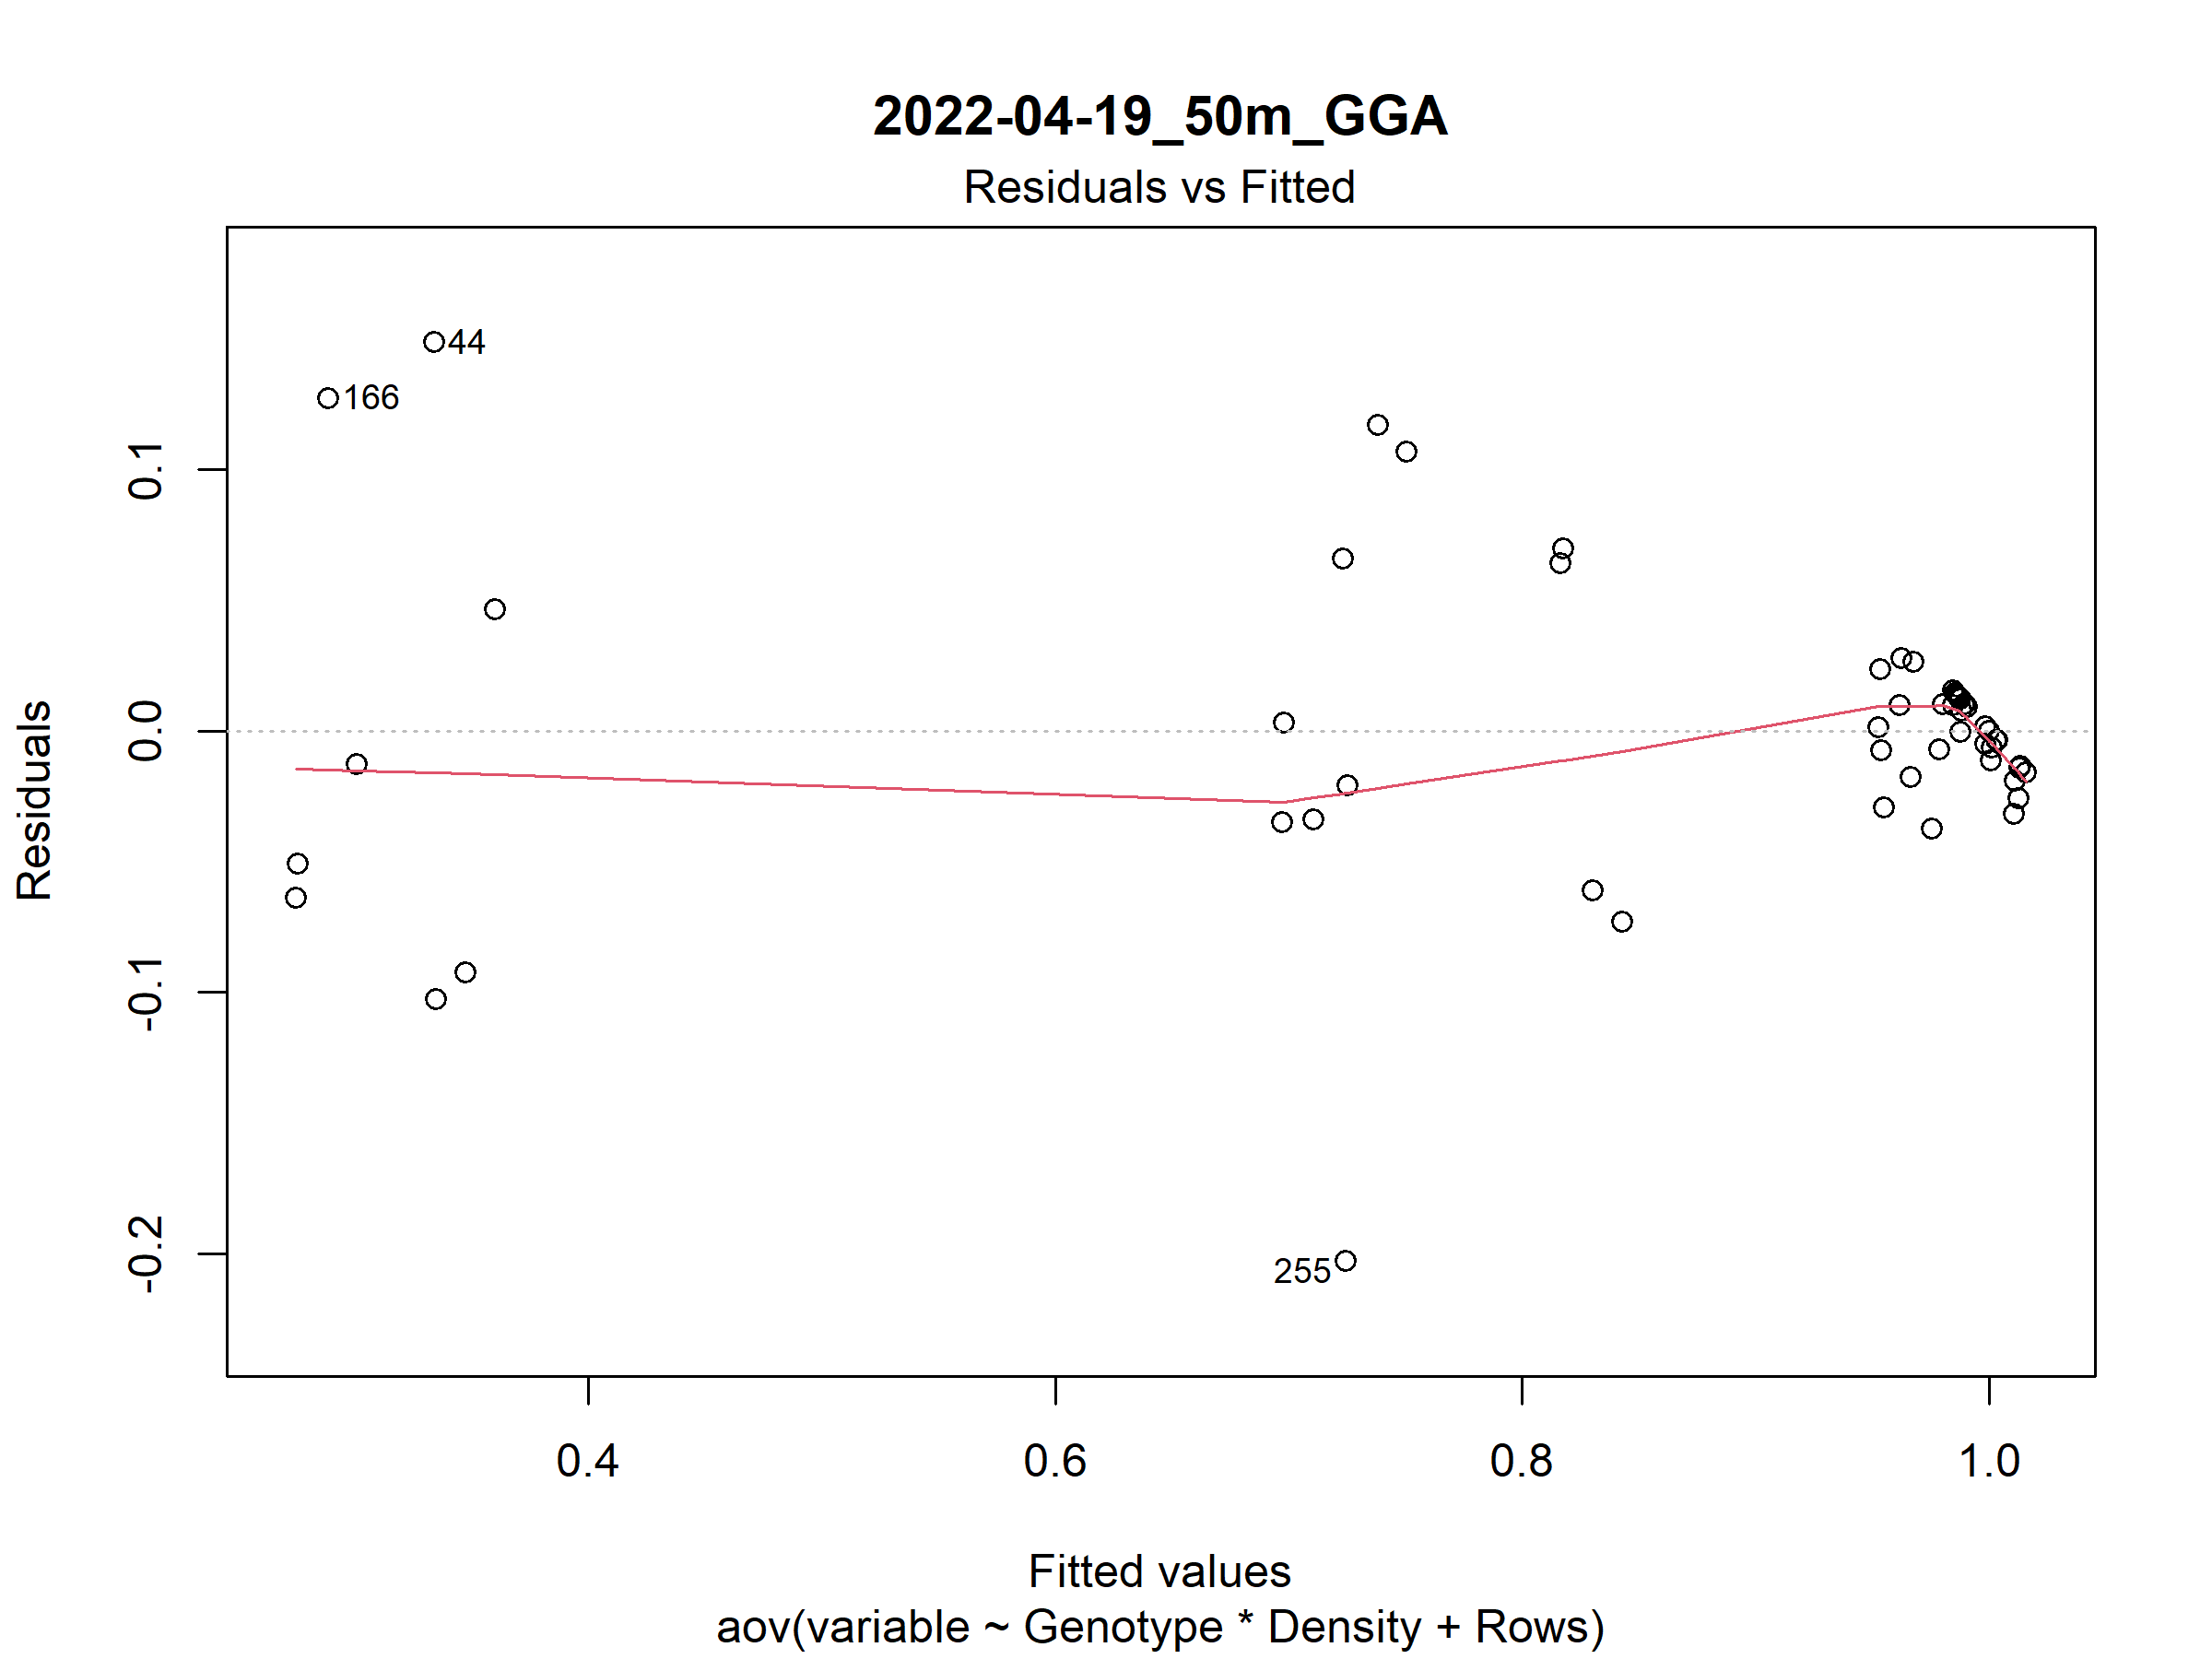 2022-04-19_50m_GGA
Residuals vs Fitted
44
166
255
0.1
0.0
-0.1
-0.2
Residuals
0.4 0.6 0.8 1.0
Fitted values
aov(variable ~ Genotype * Density + Rows)